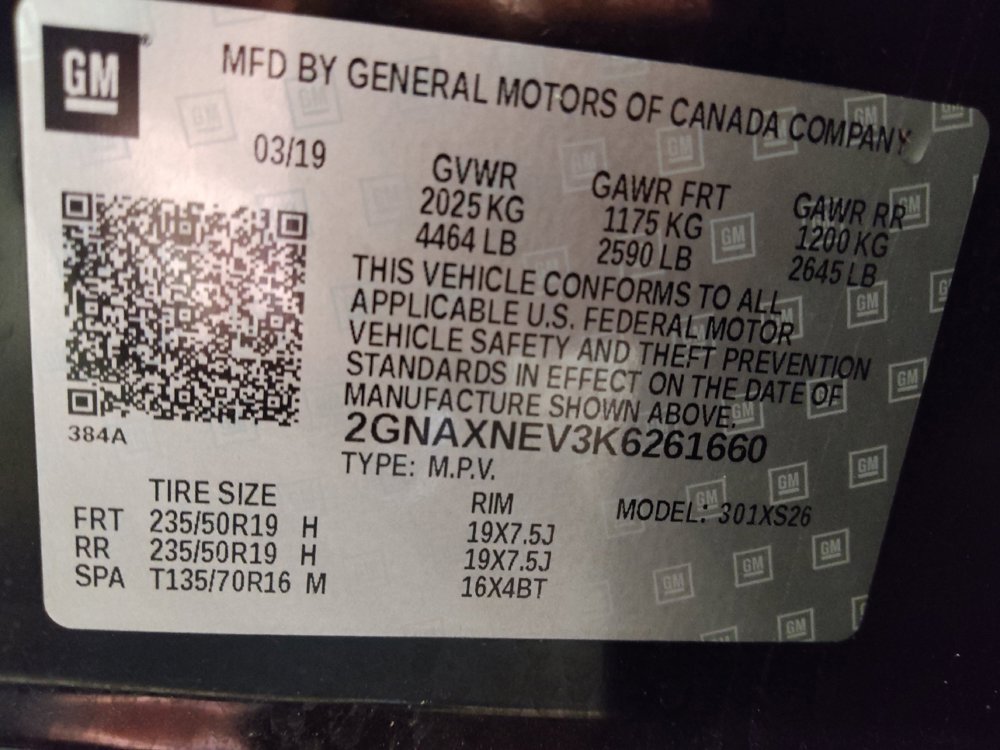 GM
MFD BY GENERAL MOTORS OF CANADA COMPANY
03/19
GVWR
2025 KG
4464 LB
GAWR FRT
1175 KG
2590 LB
GAWR RR
1200 KG
2645 LB
THIS VEHICLE CONFORMS TO ALL
APPLICABLE U.S. FEDERAL MOTOR
VEHICLE SAFETY AND THEFT PREVENTION
STANDARDS IN EFFECT ON THE DATE OF
MANUFACTURE SHOWN ABOVE.
384A
2GNAXNEV3K6261660
TYPE: M.P.V.
MODEL: 301XS26
TIRE SIZE RIM
FRT 235/50R19 H 19X7.5J
RR 235/50R19 H 19X7.5J
SPA T135/70R16 M 16X4BT